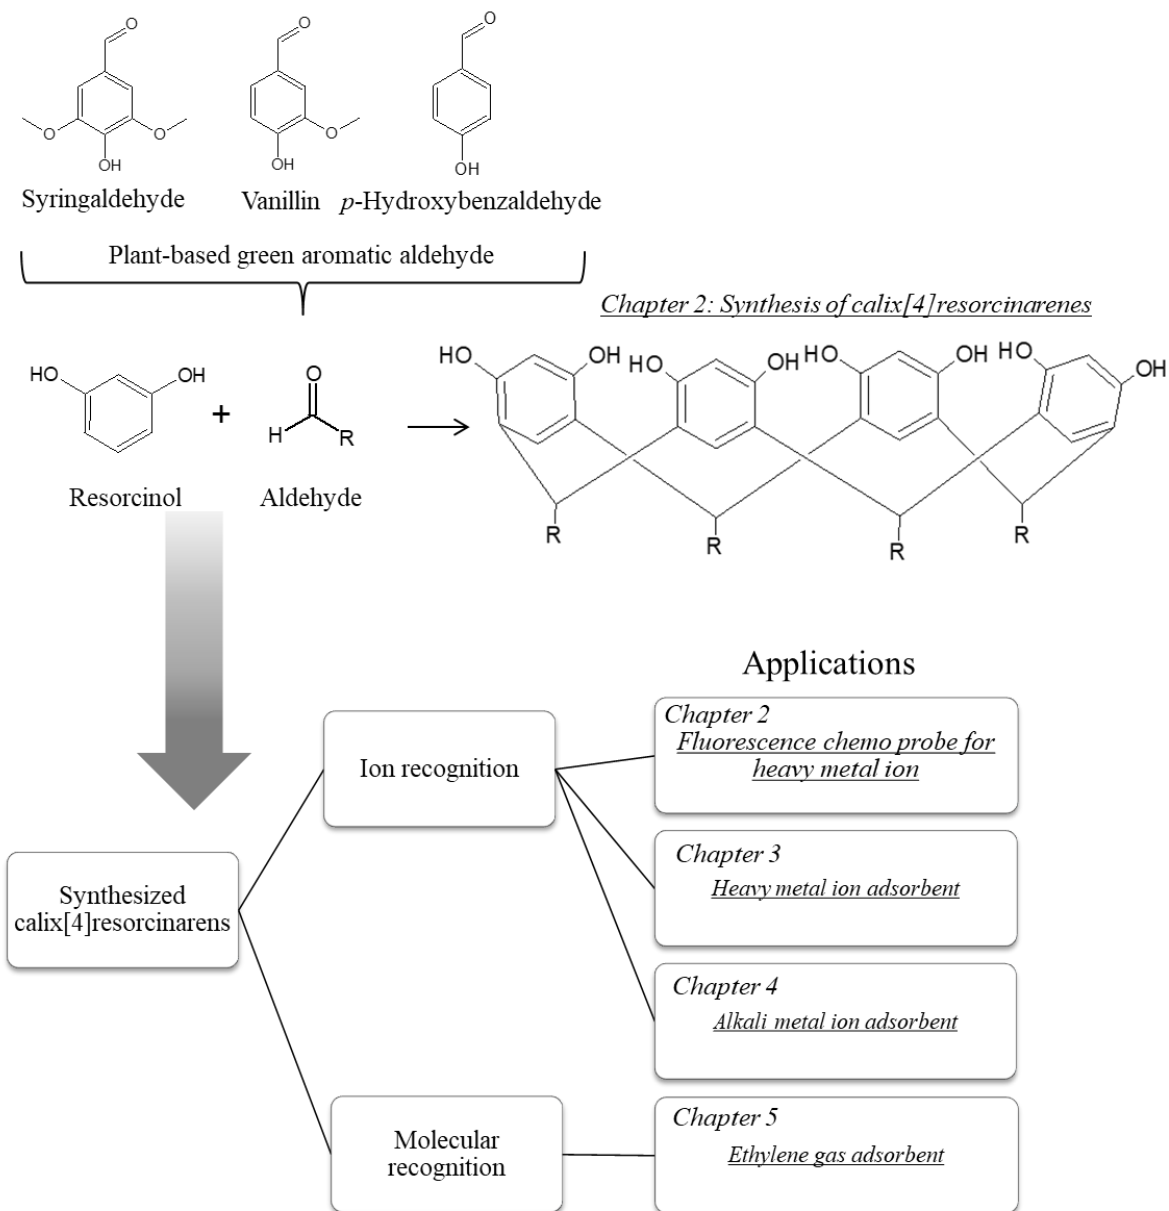 O
O
O
O
O
O
OH
OH
OH
Syringaldehyde
Vanillin
p-Hydroxybenzaldehyde
Plant-based green aromatic aldehyde
Chapter 2: Synthesis of calix[4]resorcinarenes
HO
OH
+
O
H
R
HO
OH
HO
OH
HO
OH
HO
OH
R
R
R
R
Resorcinol
Aldehyde
Applications
Synthesized
calix[4]resorcinarens
Ion recognition
Chapter 2
Fluorescence chemo probe for
heavy metal ion
Chapter 3
Heavy metal ion adsorbent
Chapter 4
Alkali metal ion adsorbent
Molecular
recognition
Chapter 5
Ethylene gas adsorbent